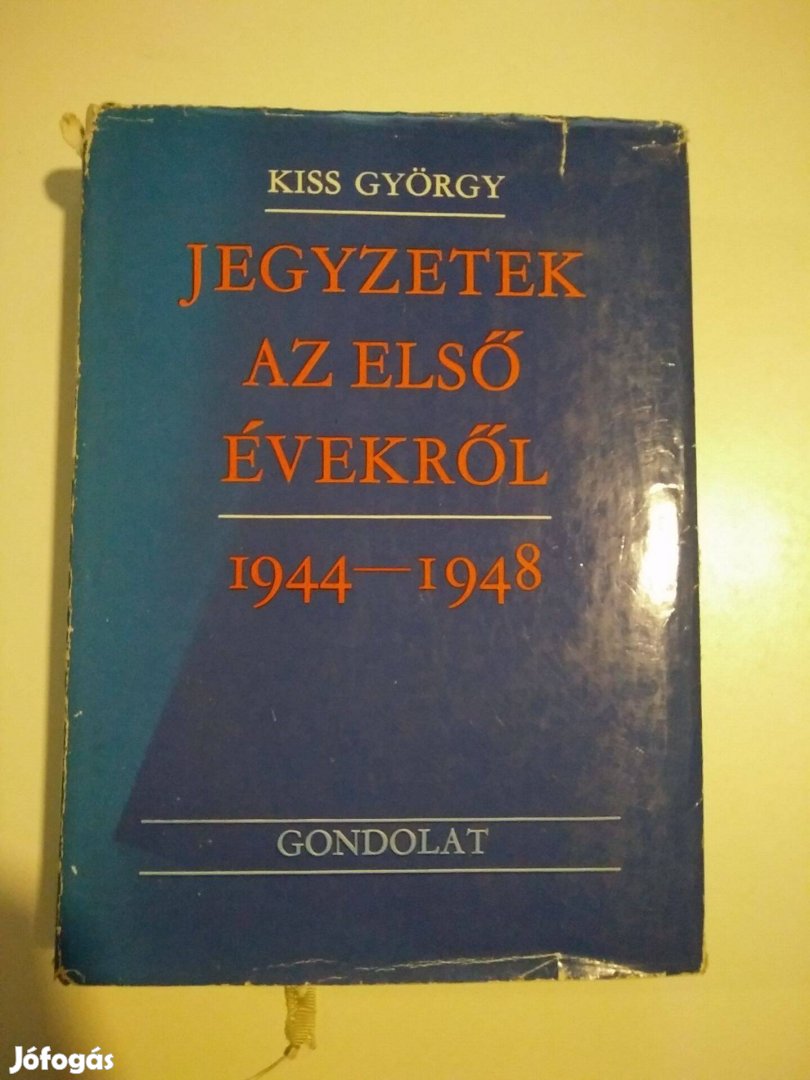 KISS GYÖRGY
JEGYZETEK
AZ ELSŐ
ÉVEKRŐL
1944—1948
GONDOLAT
Jófogás